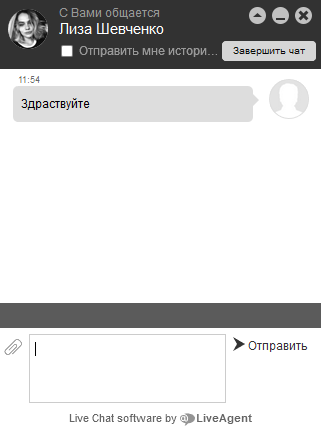 С Вами общается
Лиза Шевченко
Отправить мне истори...
Завершить чат
11:54
Здраствуйте
Отправить
Live Chat software by LiveAgent